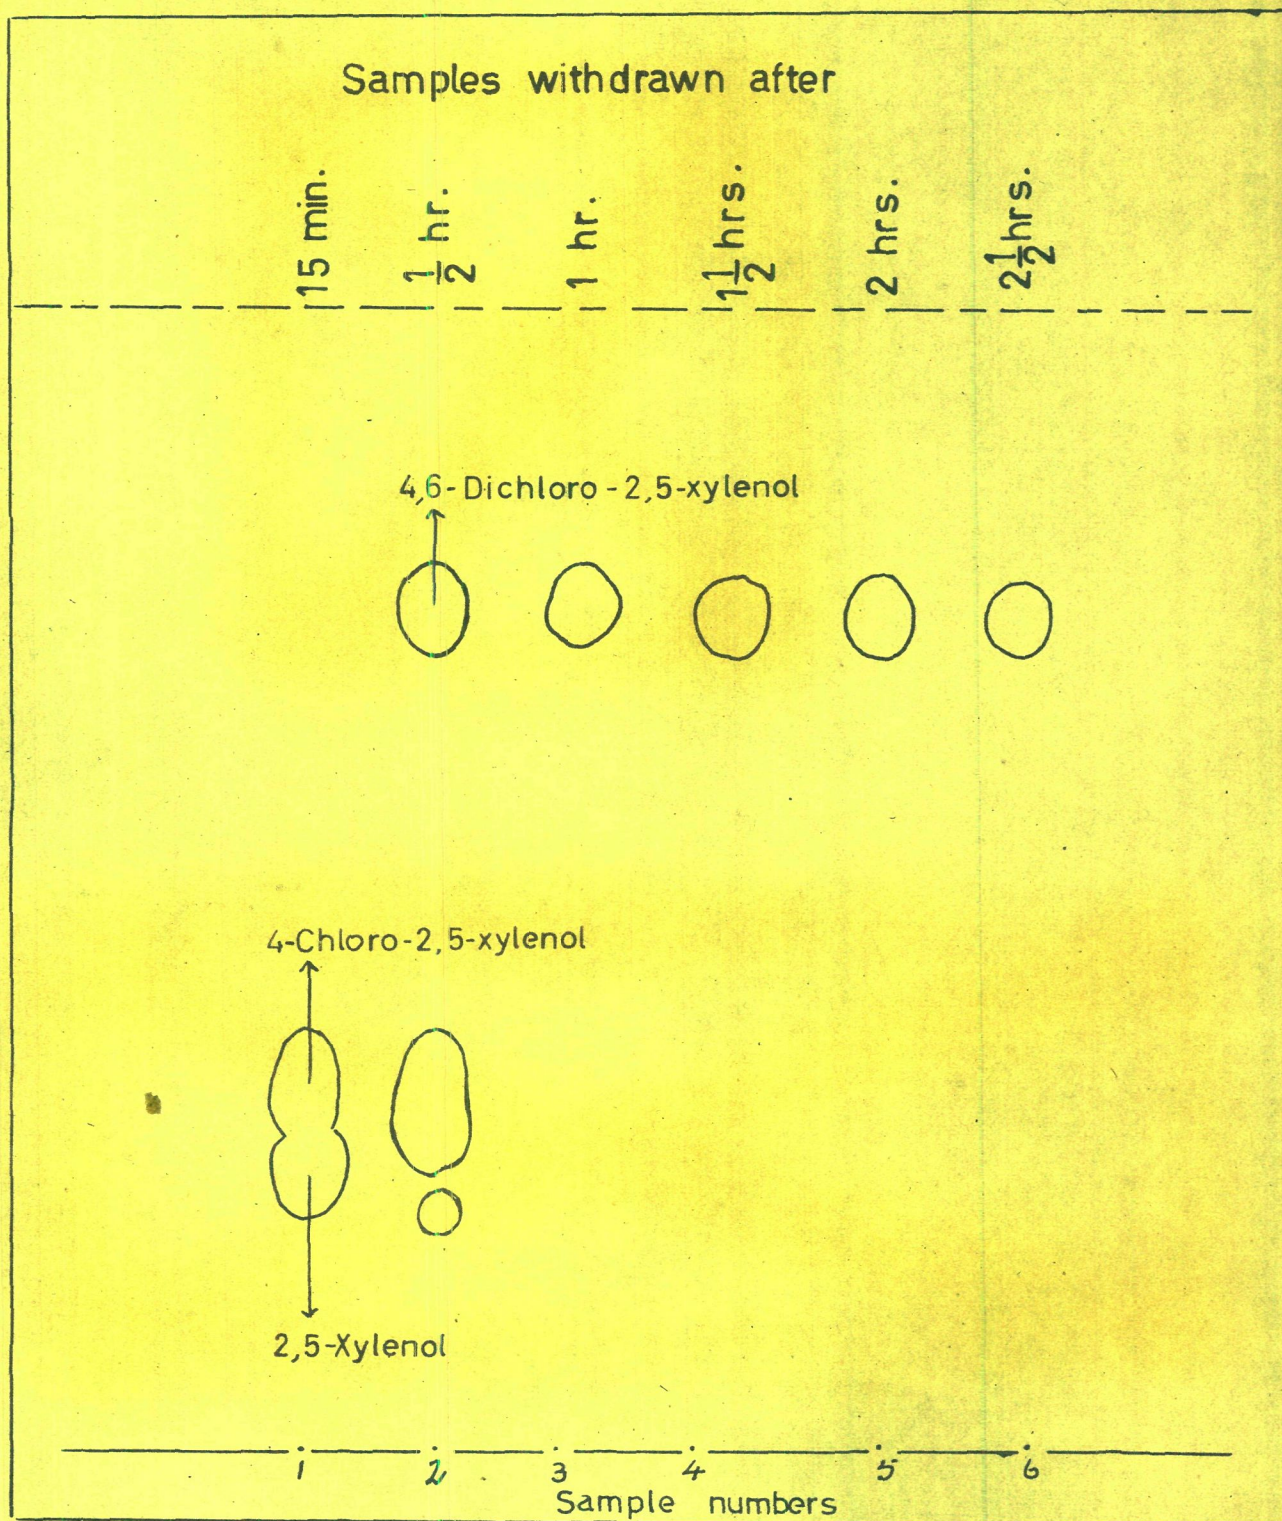 Samples withdrawn after
15 min.
1/2 hr.
1 hr.
1 1/2 hrs.
2 hrs.
2 1/2 hrs.
4,6-Dichloro-2,5-xylenol
4-Chloro-2,5-xylenol
2,5-Xylenol
1 2 3 4 5 6
Sample numbers